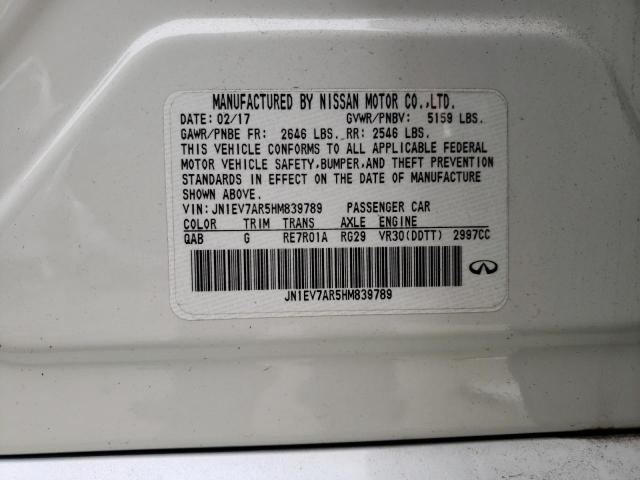 MANUFACTURED BY NISSAN MOTOR CO.,LTD.
DATE: 02/17 GVWR/PNBV: 5159 LBS.
GAWR/PNBE FR: 2646 LBS. RR: 2546 LBS.
THIS VEHICLE CONFORMS TO ALL APPLICABLE FEDERAL
MOTOR VEHICLE SAFETY,BUMPER,AND THEFT PREVENTION
STANDARDS IN EFFECT ON THE DATE OF MANUFACTURE
SHOWN ABOVE.
VIN: JN1EV7AR5HM839789 PASSENGER CAR
COLOR TRIM TRANS AXLE ENGINE
QAB G RE7R01A RG29 VR30(DDTT) 2997CC
JN1EV7AR5HM839789